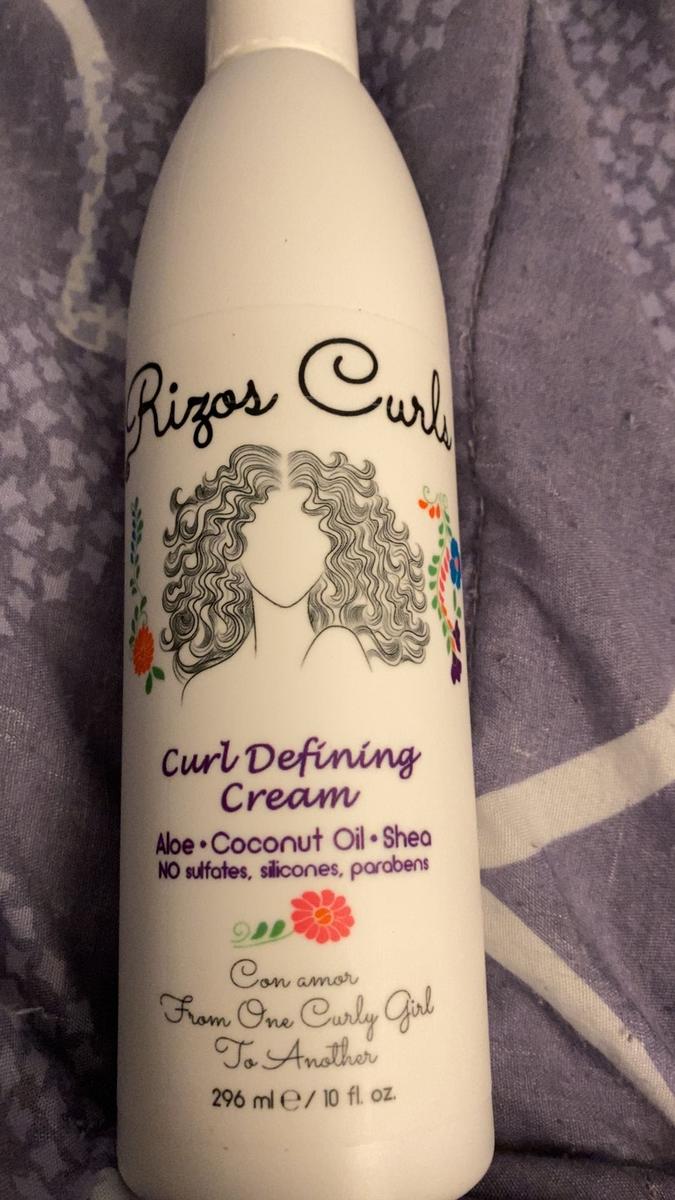 Rizos Curls
Curl Defining
Cream
Aloe • Coconut Oil • Shea
NO sulfates, silicones, parabens
Con amor
From One Curly Girl
To Another
296 ml ℮ / 10 fl. oz.